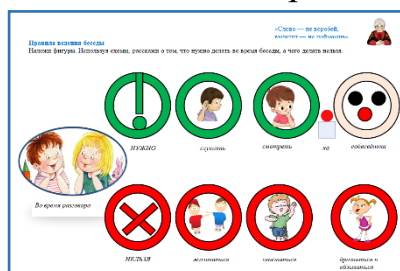 «Слово — не воробей,
вылетит — не поймаешь»
Правила ведения беседы
Назови фигуры. Используя схемы, расскажи о том, что нужно делать во время беседы, а чего делать нельзя.
НУЖНО
слушать
смотреть
на
собеседника
Во время разговора
НЕЛЬЗЯ
драться и